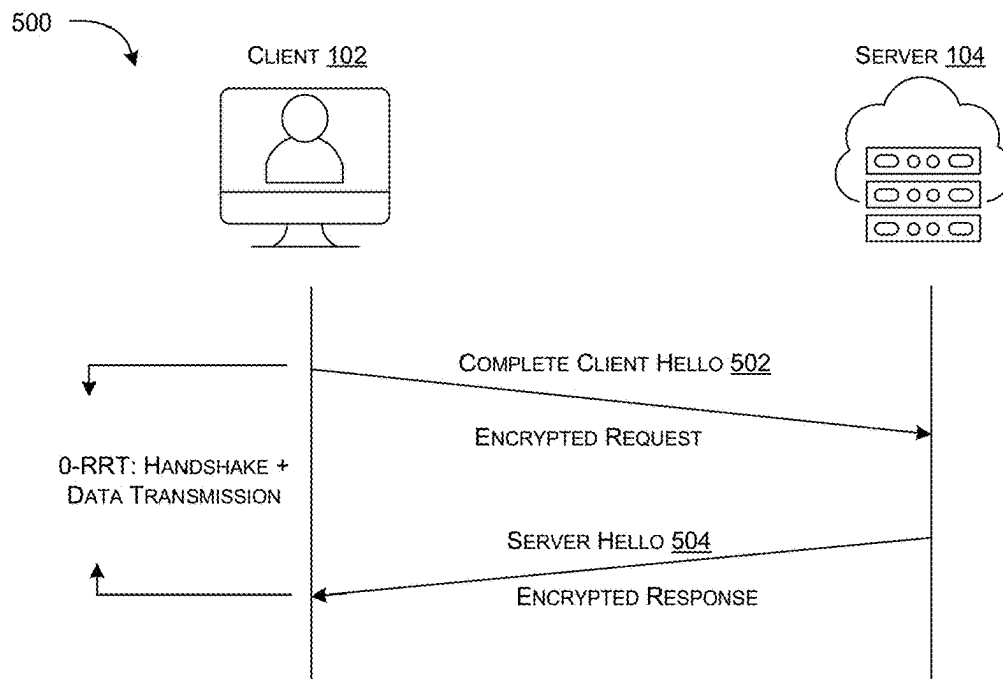 500
CLIENT 102
SERVER 104
COMPLETE CLIENT HELLO 502
ENCRYPTED REQUEST
0-RRT: HANDSHAKE +
DATA TRANSMISSION
SERVER HELLO 504
ENCRYPTED RESPONSE